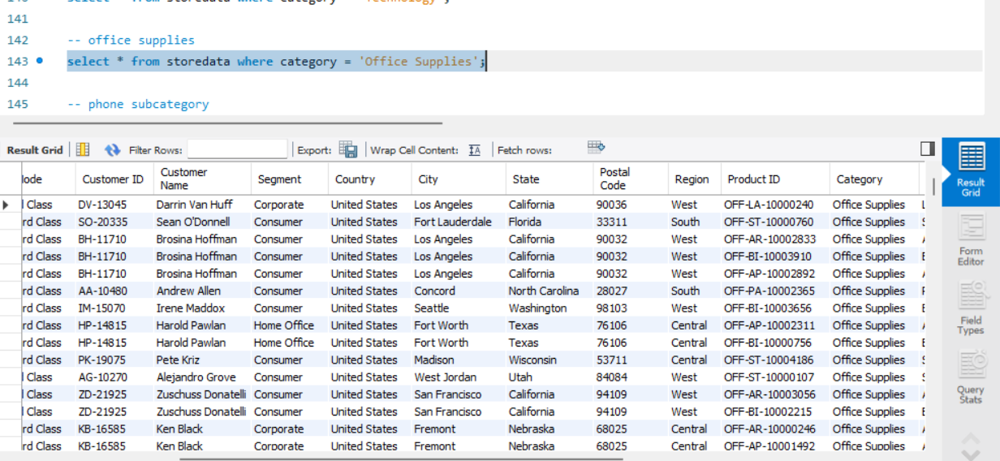 141
142 -- office supplies
143 select * from storedata where category = 'Office Supplies';
144
145 -- phone subcategory
Result Grid Filter Rows: Export: Wrap Cell Content: Fetch rows:
Customer ID Customer Name Segment Country City State Postal Code Region Product ID Category
Class DV-13045 Darrin Van Huff Corporate United States Los Angeles California 90036 West OFF-LA-10000240 Office Supplies
rd Class SO-20335 Sean O'Donnell Consumer United States Fort Lauderdale Florida 33311 South OFF-ST-10000760 Office Supplies
rd Class BH-11710 Brosina Hoffman Consumer United States Los Angeles California 90032 West OFF-AR-10002833 Office Supplies
rd Class BH-11710 Brosina Hoffman Consumer United States Los Angeles California 90032 West OFF-BI-10003910 Office Supplies
rd Class BH-11710 Brosina Hoffman Consumer United States Los Angeles California 90032 West OFF-AP-10002892 Office Supplies
rd Class AA-10480 Andrew Allen Consumer United States Concord North Carolina 28027 South OFF-PA-10002365 Office Supplies
rd Class IM-15070 Irene Maddox Consumer United States Seattle Washington 98103 West OFF-BI-10003656 Office Supplies
rd Class HP-14815 Harold Pawlan Home Office United States Fort Worth Texas 76106 Central OFF-AP-10002311 Office Supplies
rd Class HP-14815 Harold Pawlan Home Office United States Fort Worth Texas 76106 Central OFF-BI-10000756 Office Supplies
rd Class PK-19075 Pete Kriz Consumer United States Madison Wisconsin 53711 Central OFF-ST-10004186 Office Supplies
Class AG-10270 Alejandro Grove Consumer United States West Jordan Utah 84084 West OFF-ST-10000107 Office Supplies
Class ZD-21925 Zuschuss Donatelli Consumer United States San Francisco California 94109 West OFF-AR-10003056 Office Supplies
Class ZD-21925 Zuschuss Donatelli Consumer United States San Francisco California 94109 West OFF-BI-10002215 Office Supplies
rd Class KB-16585 Ken Black Corporate United States Fremont Nebraska 68025 Central OFF-AR-10000246 Office Supplies
rd Class KB-16585 Ken Black Corporate United States Fremont Nebraska 68025 Central OFF-AP-10001492 Office Supplies
Result
Grid
Form
Editor
Field
Types
Query
Stats